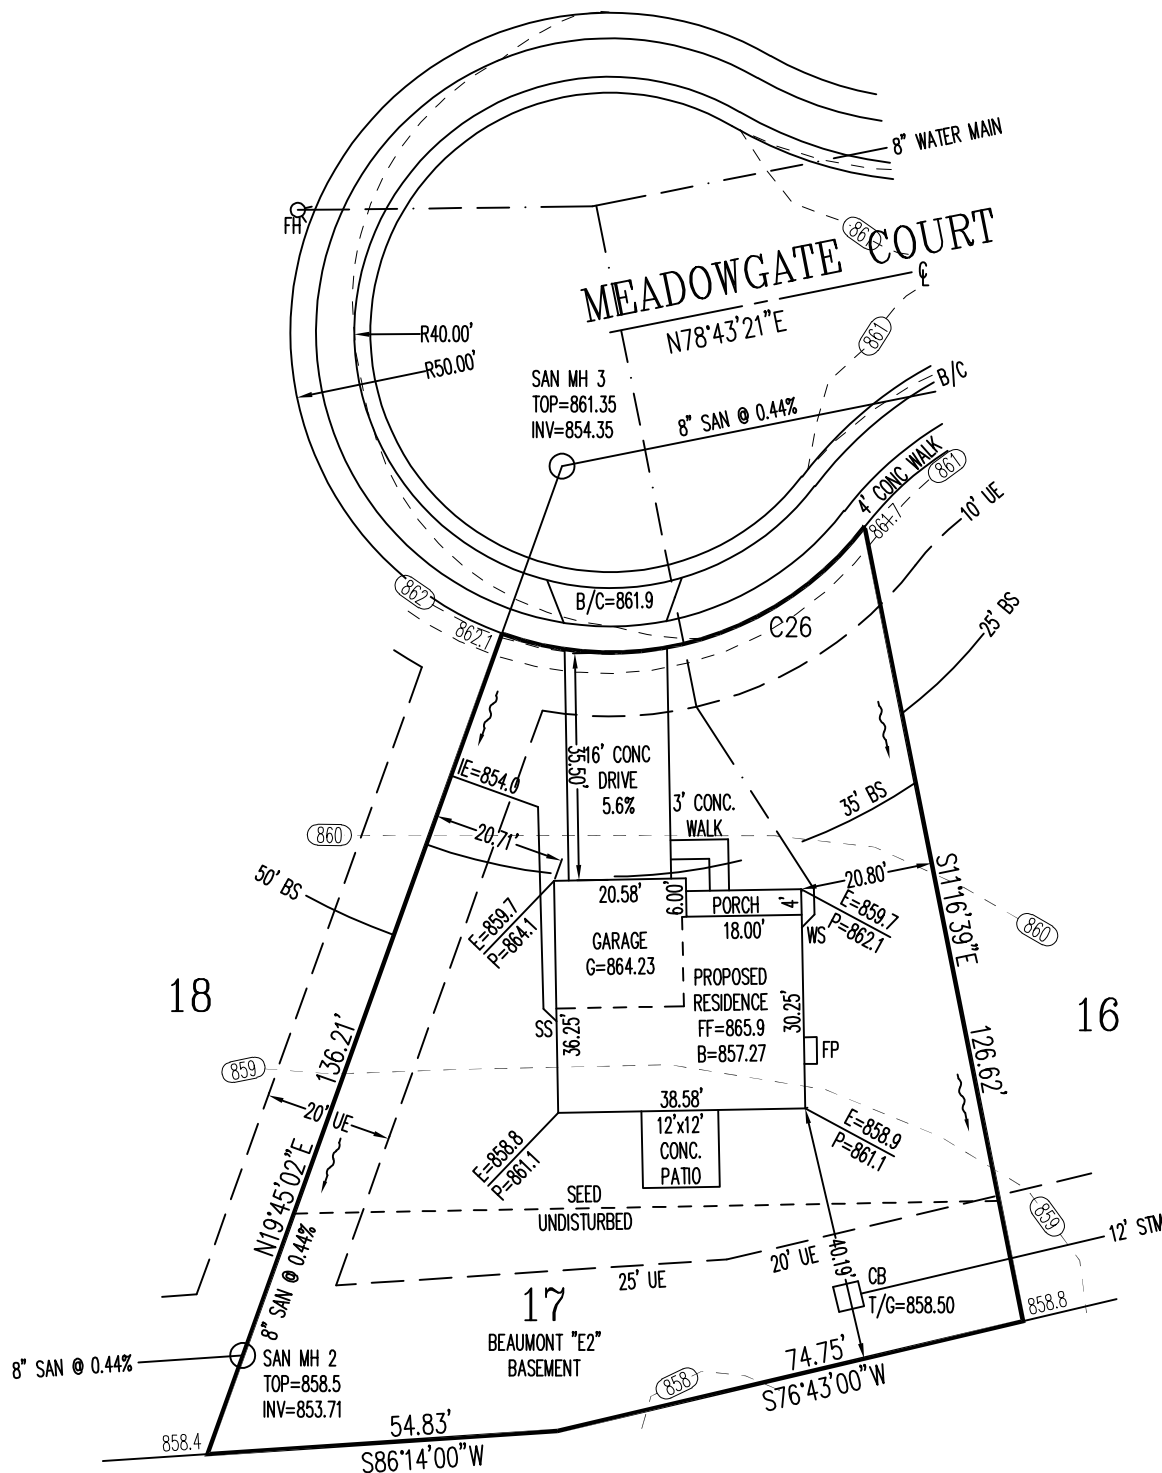 8" WATER MAIN
FH
861
MEADOWGATE COURT
N78°43'21"E
861
R40.00'
R50.00'
SAN MH 3
TOP=861.35
INV=854.35
8" SAN @ 0.44%
B/C
4' CONC WALK
861
861.7
10' UE
862
862.1
B/C=861.9
C26
25' BS
IE=854.0
35.50'
16' CONC
DRIVE
5.6%
3' CONC.
WALK
35' BS
860
20.71'
50' BS
20.58'
6.00'
PORCH
4'
18.00'
20.80'
E=859.7
P=864.1
E=859.7
P=862.1
WS
S11°16'39"E
860
GARAGE
G=864.23
PROPOSED
RESIDENCE
FF=865.9
B=857.27
18
16
SS
36.25'
30.25'
FP
136.21'
126.62'
859
20' UE
38.58'
12'x12'
CONC.
PATIO
E=858.8
P=861.1
E=858.9
P=861.1
N19°45'02"E
SEED
UNDISTURBED
859
12' STM
8" SAN @ 0.44%
25' UE
20' UE
40.19'
CB
T/G=858.50
858.8
17
BEAUMONT "E2"
BASEMENT
8" SAN @ 0.44%
SAN MH 2
TOP=858.5
INV=853.71
858
74.75'
S76°43'00"W
54.83'
S86°14'00"W
858.4